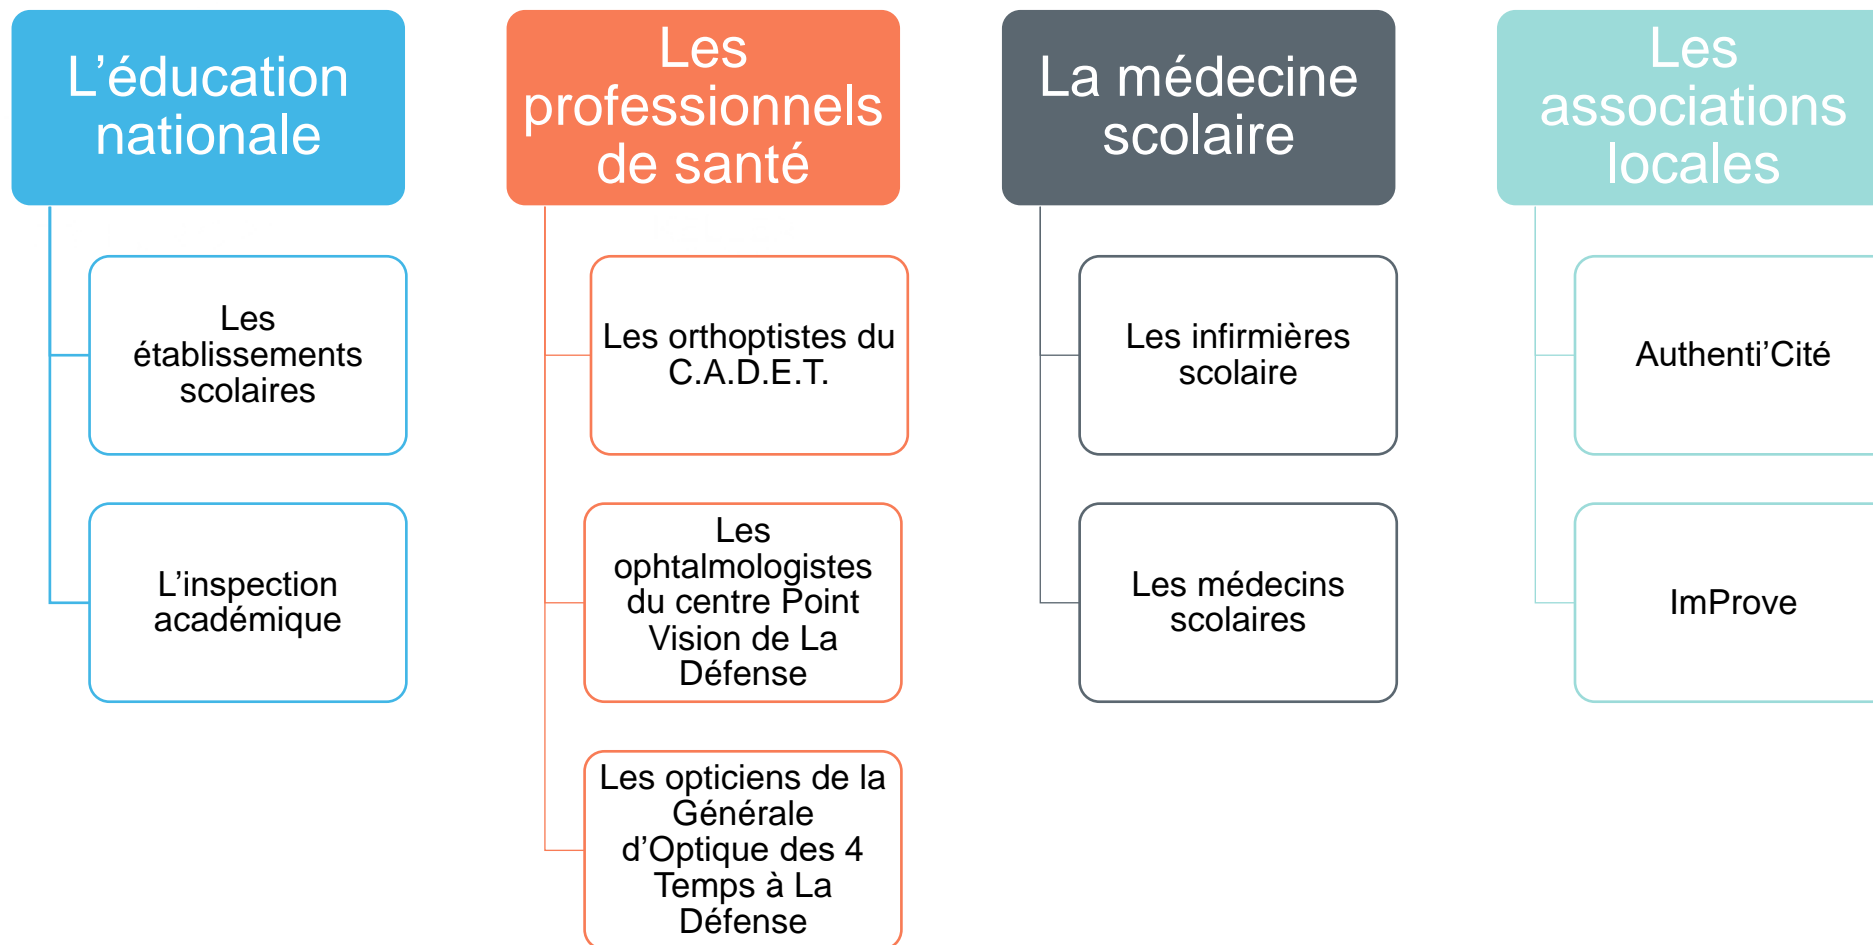 L’éducation
nationale
Les
établissements
scolaires
L’inspection
académique
Les
professionnels
de santé
Les orthoptistes du
C.A.D.E.T.
Les
ophtalmologistes
du centre Point
Vision de La
Défense
Les opticiens de la
Générale
d’Optique des 4
Temps à La
Défense
La médecine
scolaire
Les infirmières
scolaire
Les médecins
scolaires
Les
associations
locales
Authenti’Cité
ImProve